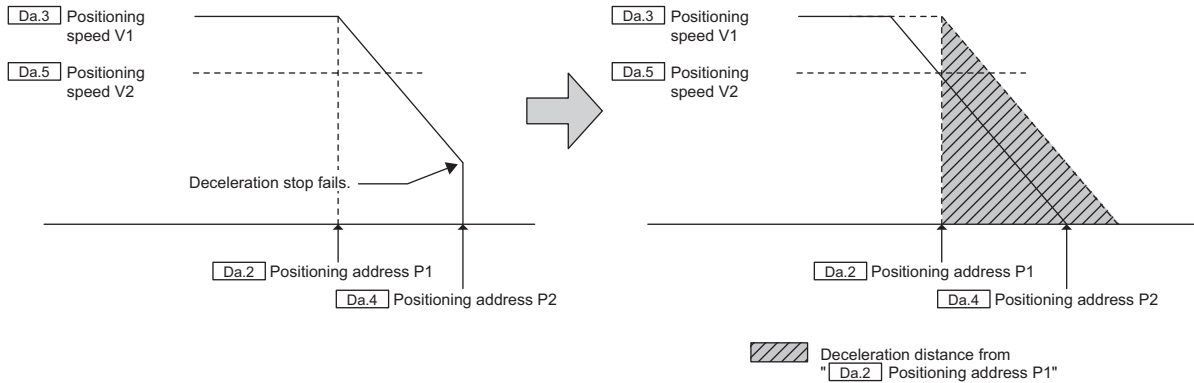 Da.3 Positioning
speed V1
Da.5 Positioning
speed V2
Deceleration stop fails.
Da.2 Positioning address P1
Da.4 Positioning address P2
Da.3 Positioning
speed V1
Da.5 Positioning
speed V2
Da.2 Positioning address P1
Da.4 Positioning address P2
Deceleration distance from
" Da.2 Positioning address P1"